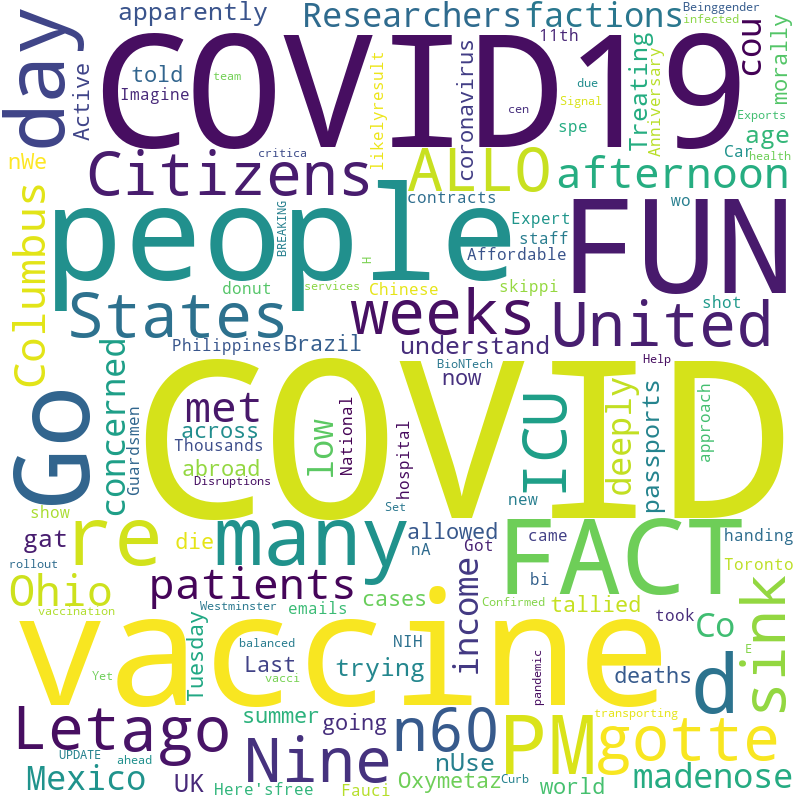 apparently
Researchersfactions
Beinggender
infected
day
Active
told
Imagine
team
COVID19
11th
due
Signal
cen
spe
coronavirus
likelyresult
Treating
Anniversary
cou
morally
Exports
age
Car
health
nWe
Citizens
critica
ALLO
afternoon
Columbus
people
BREAKING
contracts
Expert
staff
Affordable
wo
FUN
H
donut
services
Chinese
skippi
shot
States
weeks
United
Philippines
Brazil
understand
BioNTech
now
Help
Go
concerned
Guardsmen
met
across
Thousands
abroad
Disruptions
low
National
hospital
COVID
ICU
deeply
passports
approach
new
Set
show
gat
rollout
re
die
many
allowed
nA
Got
came
FACT
handing
bi
Toronto
Ohio
vaccination
patients
Westminster
emails
cases
income
Confirmed
tallied
took
Co
sink
E
vaccine
Yet
Tuesday
balanced
Last
vacci
trying
NIH
pandemic
deaths
d
Letago
summer
going
n60
PM
transporting
gotte
UPDATE
ahead
Nine
nUse
Mexico
UK
Here'sfree
Fauci
Oxymetaz
Curb
world
madenose